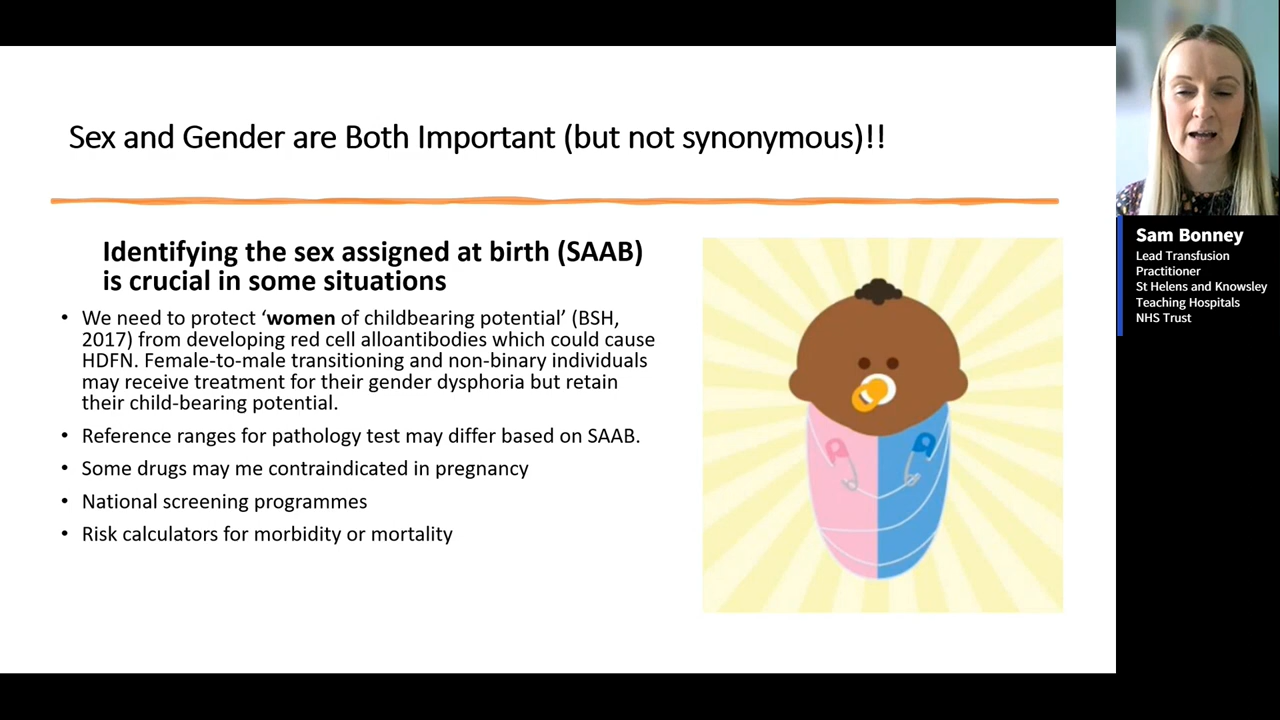 Sex and Gender are Both Important (but not synonymous)!!
Identifying the sex assigned at birth (SAAB)
is crucial in some situations
• We need to protect ‘women of childbearing potential’ (BSH,
2017) from developing red cell alloantibodies which could cause
HDFN. Female-to-male transitioning and non-binary individuals
may receive treatment for their gender dysphoria but retain
their child-bearing potential.
• Reference ranges for pathology test may differ based on SAAB.
• Some drugs may me contraindicated in pregnancy
• National screening programmes
• Risk calculators for morbidity or mortality
Sam Bonney
Lead Transfusion
Practitioner
St Helens and Knowsley
Teaching Hospitals
NHS Trust